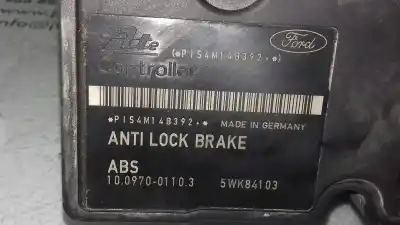 Ate
(*P1S4M14B392*)
Ford
Controller
*P1S4M14B392*
MADE IN GERMANY
ANTI LOCK BRAKE
ABS
10.0970-0110.3 5WK84103